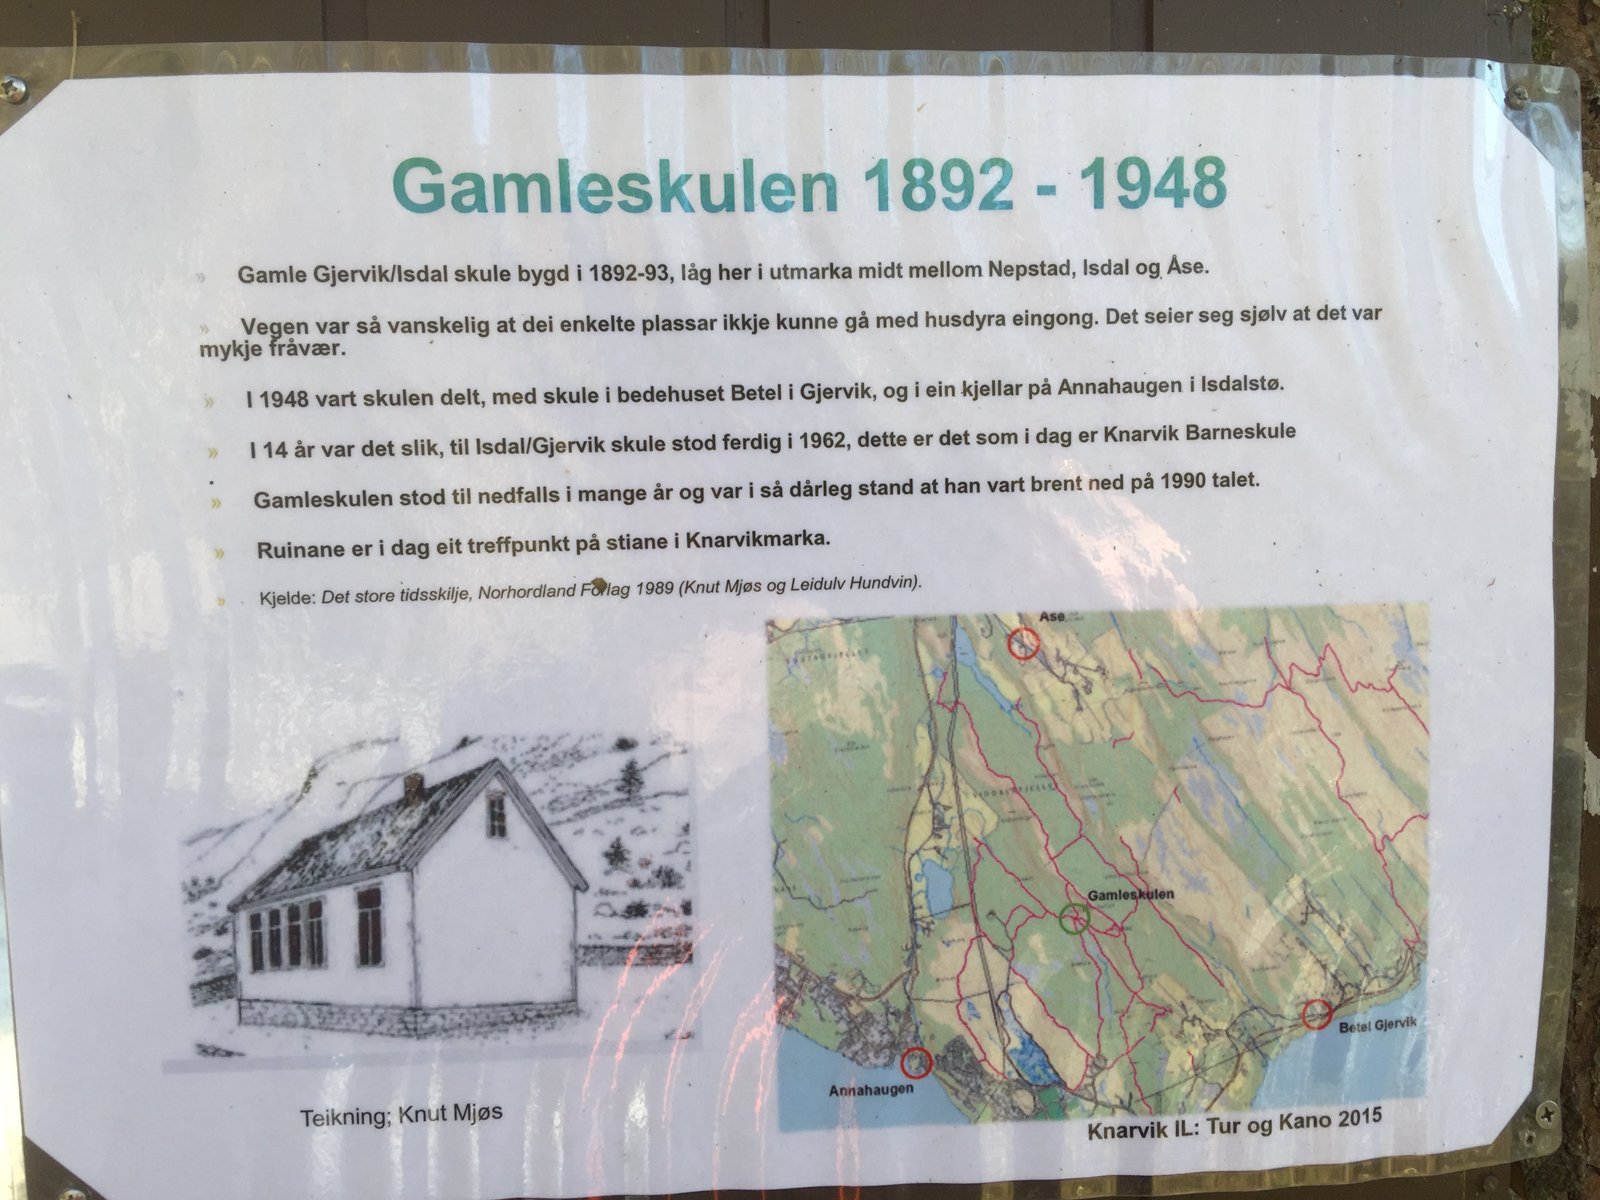 Gamleskulen 1892 - 1948
» Gamle Gjervik/Isdal skule bygd i 1892-93, låg her i utmarka midt mellom Nepstad, Isdal og Åse.
» Vegen var så vanskelig at dei enkelte plassar ikkje kunne gå med husdyra eingong. Det seier seg sjølv at det var
mykje fråvær.
» I 1948 vart skulen delt, med skule i bedehuset Betel i Gjervik, og i ein kjellar på Annahaugen i Isdalstø.
» I 14 år var det slik, til Isdal/Gjervik skule stod ferdig i 1962, dette er det som i dag er Knarvik Barneskule
.
» Gamleskulen stod til nedfalls i mange år og var i så dårleg stand at han vart brent ned på 1990 talet.
» Ruinane er i dag eit treffpunkt på stiane i Knarvikmarka.
» Kjelde: Det store tidsskilje, Norhordland Forlag 1989 (Knut Mjøs og Leidulv Hundvin).
Åse
Gamleskulen
Betel Gjervik
Annahaugen
Teikning; Knut Mjøs
Knarvik IL: Tur og Kano 2015